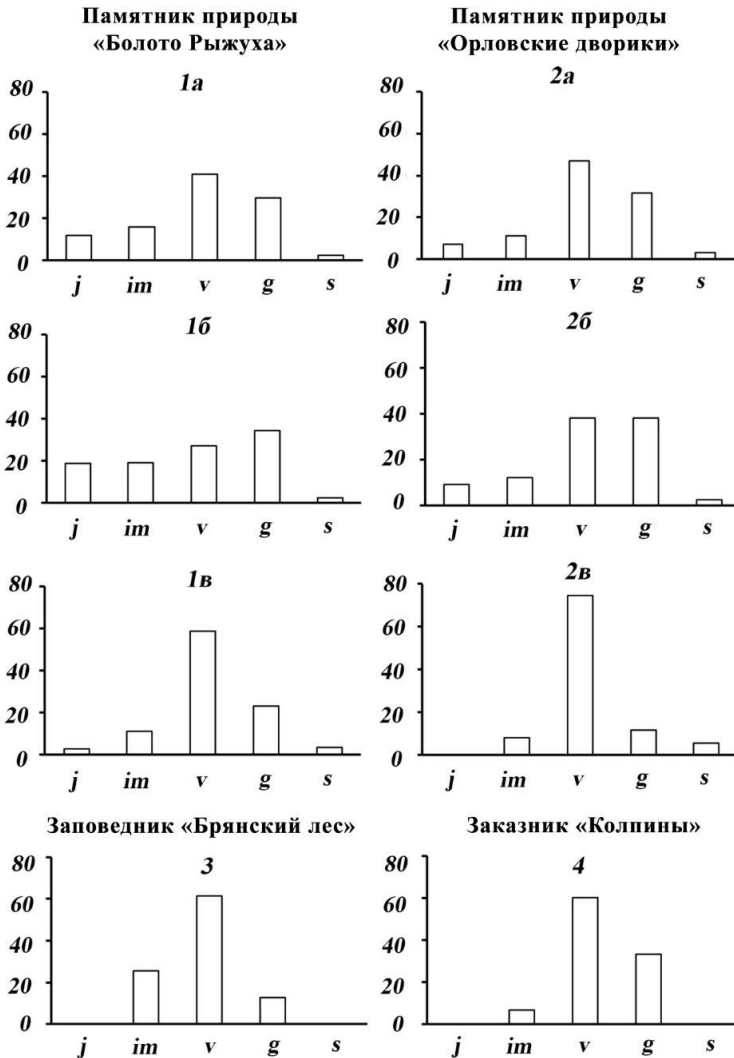 Памятник природы
«Болото Рыжуха»
Памятник природы
«Орловские дворики»
1а
80
60
40
20
0
j im v g s
2а
80
60
40
20
0
j im v g s
1б
80
60
40
20
0
j im v g s
2б
80
60
40
20
0
j im v g s
1в
80
60
40
20
0
j im v g s
2в
80
60
40
20
0
j im v g s
Заповедник «Брянский лес»
3
80
60
40
20
0
j im v g s
Заказник «Колпины»
4
80
60
40
20
0
j im v g s